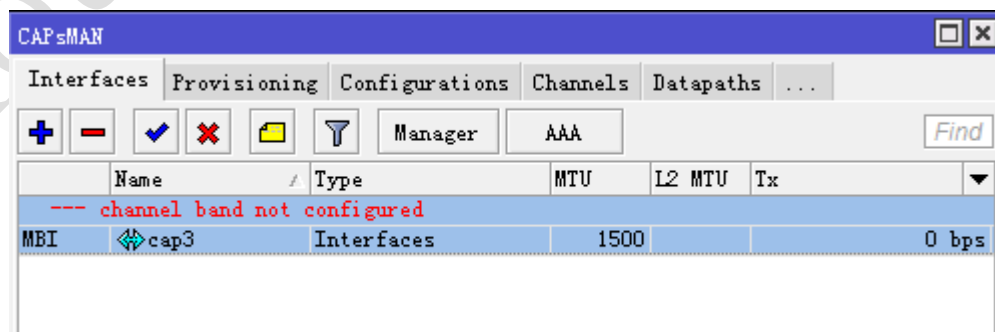 CAPsMAN
Interfaces Provisioning Configurations Channels Datapaths ...
Manager AAA Find
Name Type MTU L2 MTU Tx
--- channel band not configured
MBI cap3 Interfaces 1500 0 bps